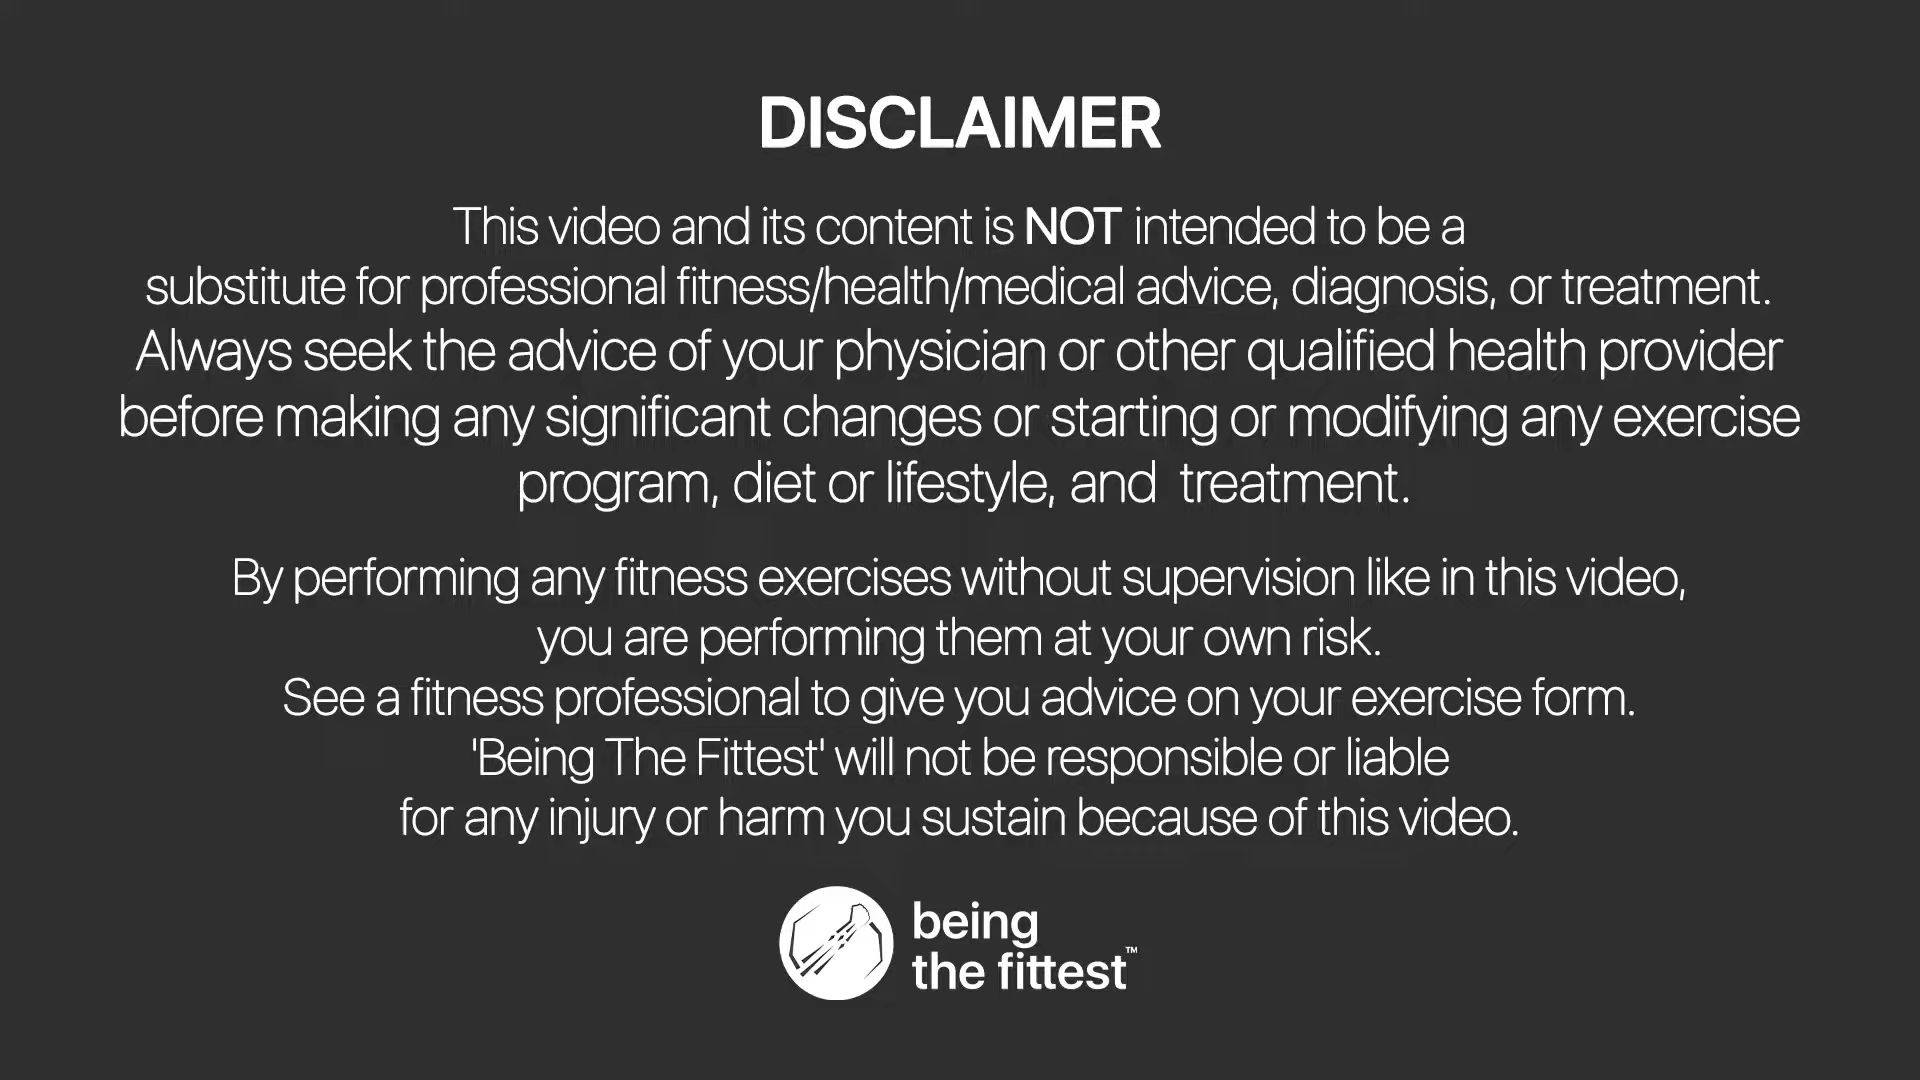 DISCLAIMER
This video and its content is NOT intended to be a
substitute for professional fitness/health/medical advice, diagnosis, or treatment.
Always seek the advice of your physician or other qualified health provider
before making any significant changes or starting or modifying any exercise
program, diet or lifestyle, and  treatment.
By performing any fitness exercises without supervision like in this video,
you are performing them at your own risk.
See a fitness professional to give you advice on your exercise form.
'Being The Fittest' will not be responsible or liable
for any injury or harm you sustain because of this video.
being
the fittest™